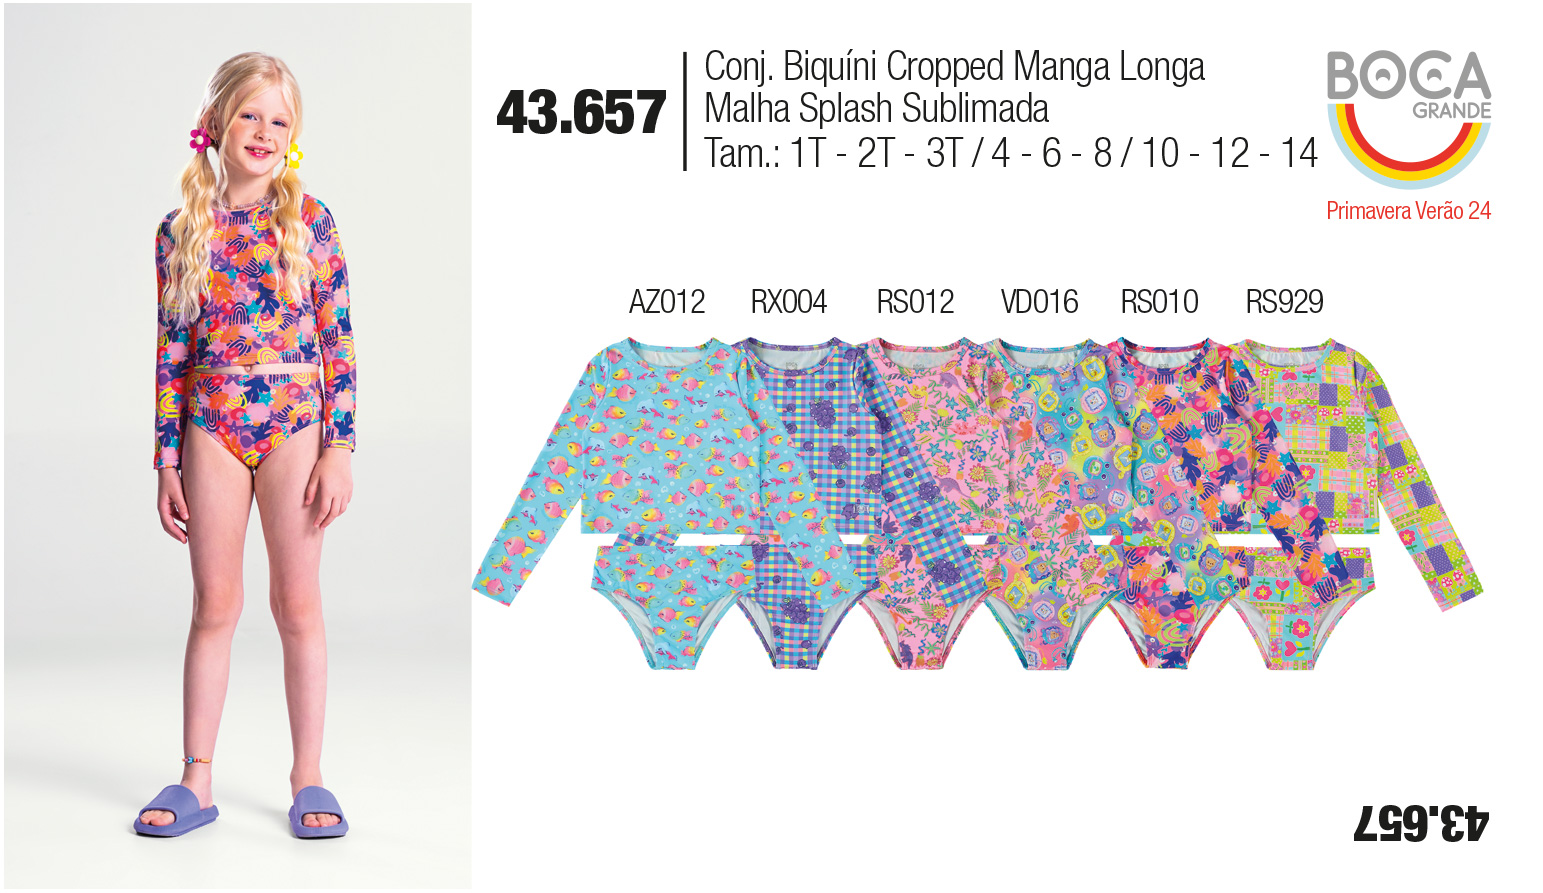 43.657
Conj. Biquíni Cropped Manga Longa
Malha Splash Sublimada
Tam.: 1T - 2T - 3T / 4 - 6 - 8 / 10 - 12 - 14
BOCA
GRANDE
Primavera Verão 24
AZ012 RX004 RS012 VD016 RS010 RS929
43.657